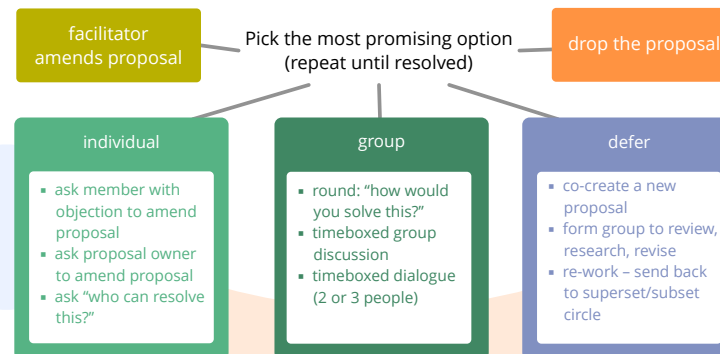 facilitator
amends proposal
Pick the most promising option
(repeat until resolved)
drop the proposal
individual
▪ ask member with
objection to amend
proposal
▪ ask proposal owner
to amend proposal
▪ ask “who can resolve
this?”
group
▪ round: “how would
you solve this?”
▪ timeboxed group
discussion
▪ timeboxed dialogue
(2 or 3 people)
defer
▪ co-create a new
proposal
▪ form group to review,
research, revise
▪ re-work – send back
to superset/subset
circle